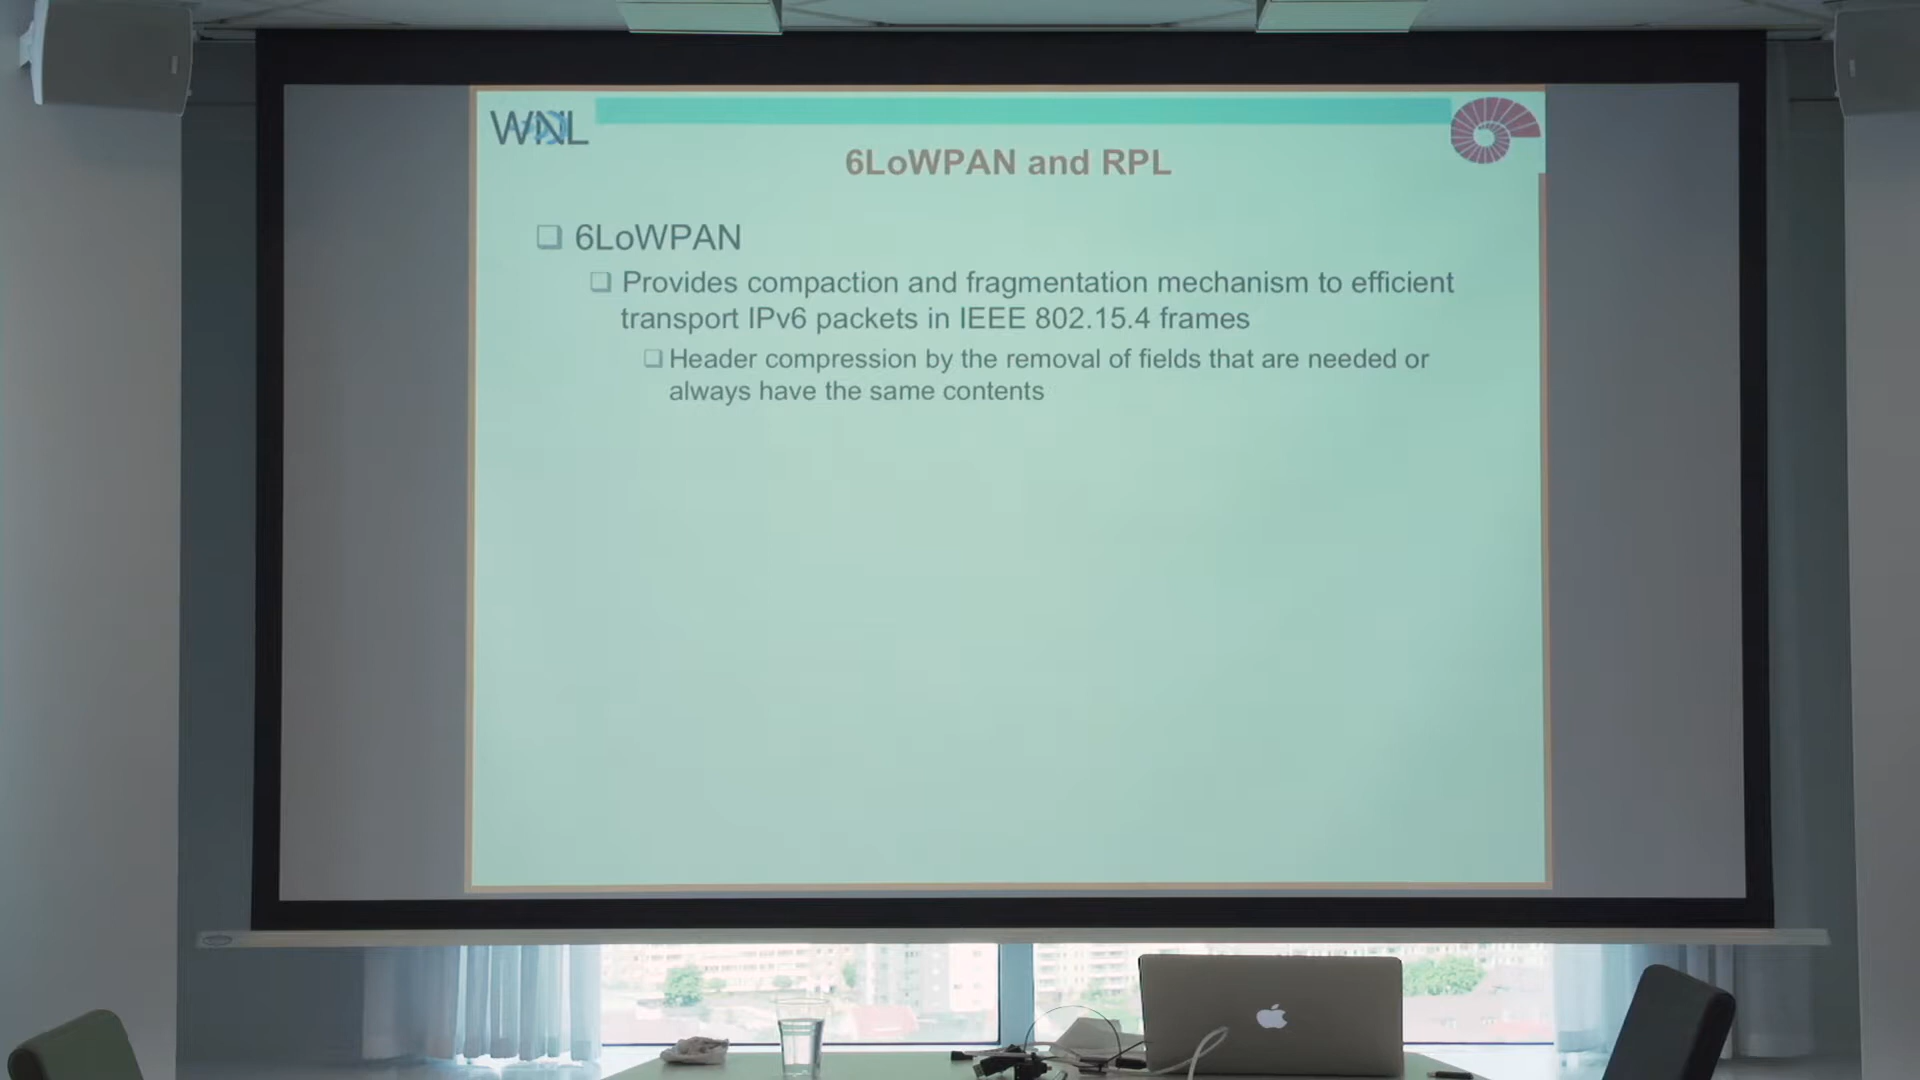 WNL
6LoWPAN and RPL
6LoWPAN
Provides compaction and fragmentation mechanism to efficient
transport IPv6 packets in IEEE 802.15.4 frames
Header compression by the removal of fields that are needed or
always have the same contents